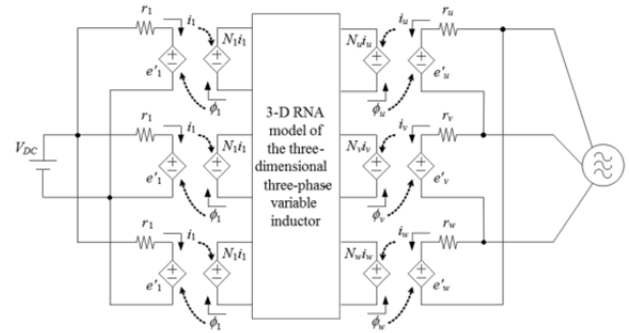 r1 i1 N1i1 Nuiu iu ru
e'1 ϕ1 ϕu e'u
3-D RNA
model of
the three-
dimensional
three-phase
variable
inductor
VDC
r1 i1 N1i1 Nviv iv rv
e'1 ϕ1 ϕv e'v
r1 i1 N1i1 Nwiw iw rw
e'1 ϕ1 ϕw e'w